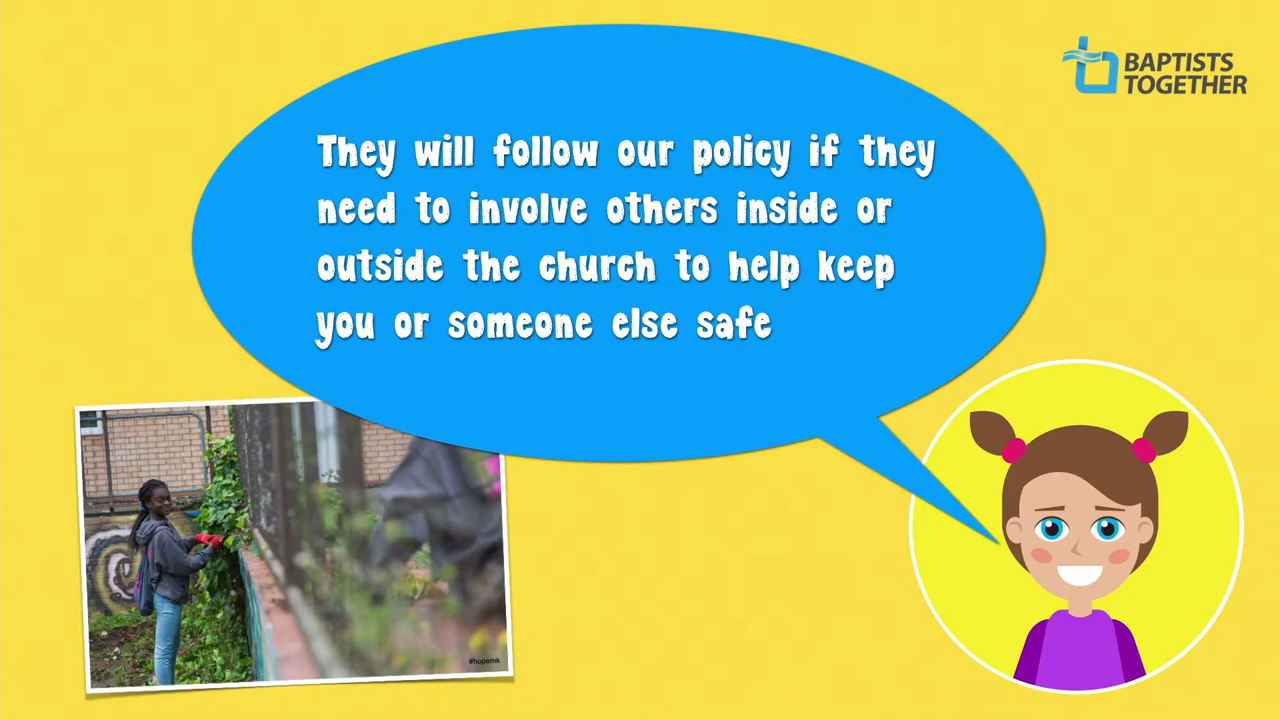 BAPTISTS
TOGETHER
They will follow our policy if they
need to involve others inside or
outside the church to help keep
you or someone else safe
#hopemk